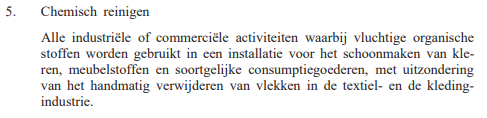 5. Chemisch reinigen
Alle industriële of commerciële activiteiten waarbij vluchtige organische
stoffen worden gebruikt in een installatie voor het schoonmaken van kle-
ren, meubelstoffen en soortgelijke consumptiegoederen, met uitzondering
van het handmatig verwijderen van vlekken in de textiel- en de kleding-
industrie.